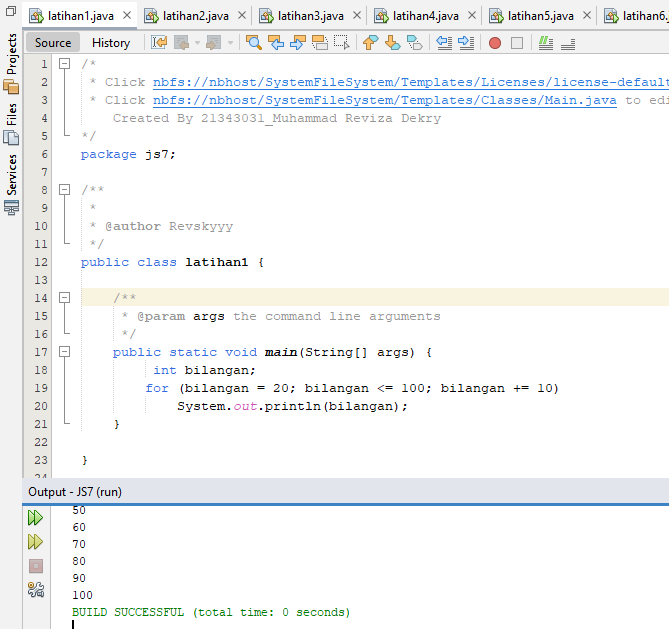 latihan1.java × latihan2.java × latihan3.java × latihan4.java × latihan5.java × latihan6.
Projects
Files
Services
Source History
1 /*
2 * Click nbfs://nbhost/SystemFileSystem/Templates/Licenses/license-default
3 * Click nbfs://nbhost/SystemFileSystem/Templates/Classes/Main.java to edi
4 Created By 21343031_Muhammad Reviza Dekry
5 */
6 package js7;
7
8 /**
9 *
10 * @author Revskyyy
11 */
12 public class latihan1 {
13
14 /**
15 * @param args the command line arguments
16 */
17 public static void main(String[] args) {
18 int bilangan;
19 for (bilangan = 20; bilangan <= 100; bilangan += 10)
20 System.out.println(bilangan);
21 }
22
23 }
24
Output - JS7 (run)
50
60
70
80
90
100
BUILD SUCCESSFUL (total time: 0 seconds)